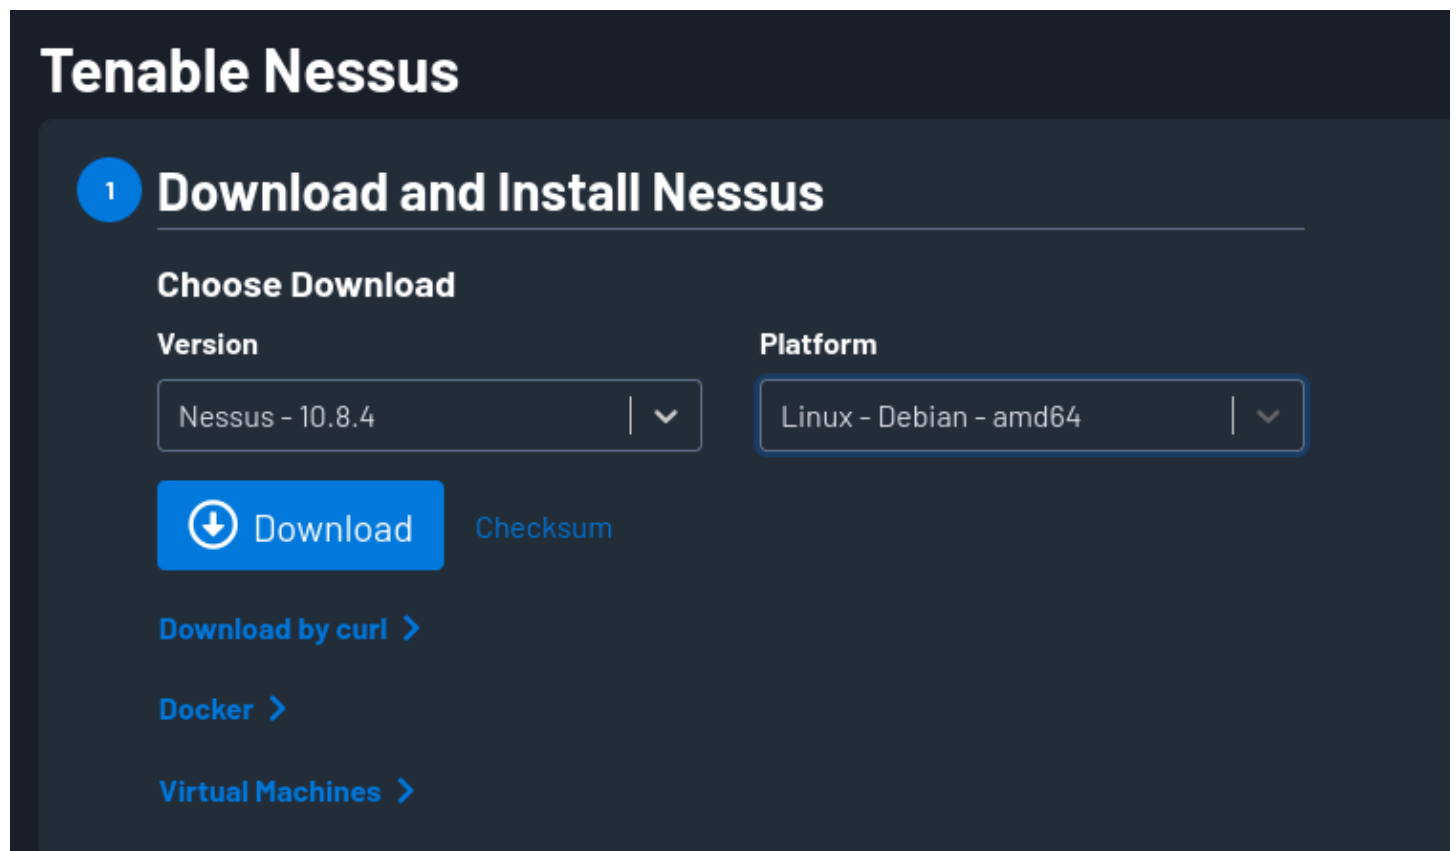 Tenable Nessus
1 Download and Install Nessus
Choose Download
Version Platform
Nessus - 10.8.4 Linux - Debian - amd64
Download Checksum
Download by curl
Docker
Virtual Machines